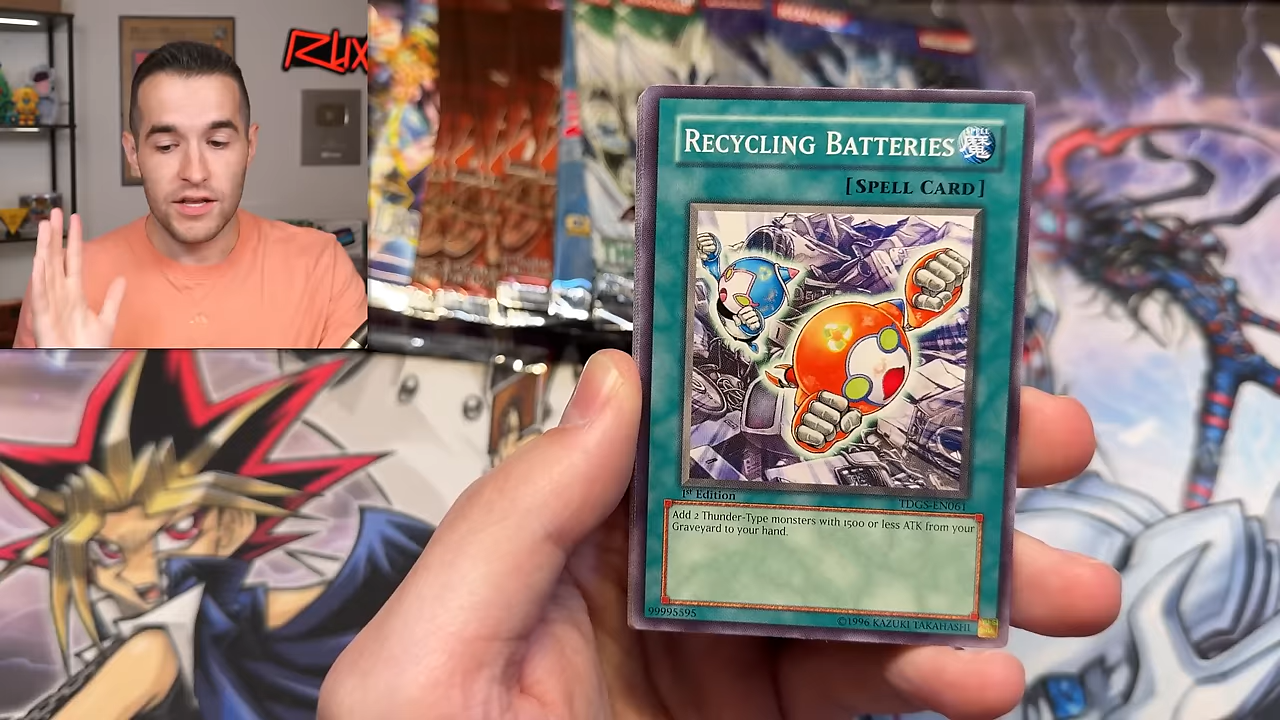 RECYCLING BATTERIES
[SPELL CARD]
1st Edition
TDGS-EN061
Add 2 Thunder-Type monsters with 1500 or less ATK from your
Graveyard to your hand.
99995595
©1996 KAZUKI TAKAHASHI